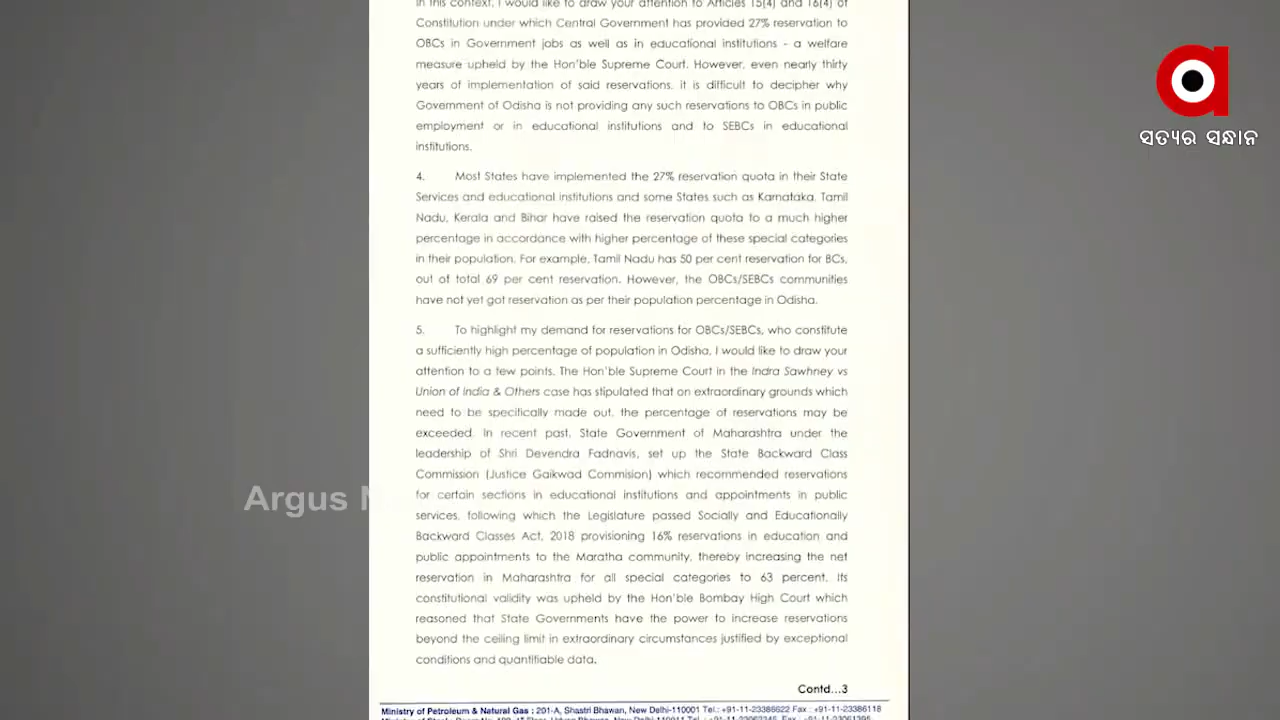 In this context, I would like to draw your attention to Articles 15(4) and 16(4) of
Constitution under which Central Government has provided 27% reservation to
OBCs in Government jobs as well as in educational institutions - a welfare
measure upheld by the Hon'ble Supreme Court. However, even nearly thirty
years of implementation of said reservations, it is difficult to decipher why
Government of Odisha is not providing any such reservations to OBCs in public
employment or in educational institutions and to SEBCs in educational
institutions.
4. Most States have implemented the 27% reservation quota in their State
Services and educational institutions and some States such as Karnataka, Tamil
Nadu, Kerala and Bihar have raised the reservation quota to a much higher
percentage in accordance with higher percentage of these special categories
in their population. For example, Tamil Nadu has 50 per cent reservation for BCs,
out of total 69 per cent reservation. However, the OBCs/SEBCs communities
have not yet got reservation as per their population percentage in Odisha.
5. To highlight my demand for reservations for OBCs/SEBCs, who constitute
a sufficiently high percentage of population in Odisha, I would like to draw your
attention to a few points. The Hon'ble Supreme Court in the Indra Sawhney vs
Union of India & Others case has stipulated that on extraordinary grounds which
need to be specifically made out, the percentage of reservations may be
exceeded. In recent past, State Government of Maharashtra under the
leadership of Shri Devendra Fadnavis, set up the State Backward Class
Commission (Justice Gaikwad Commision) which recommended reservations
for certain sections in educational institutions and appointments in public
services, following which the Legislature passed Socially and Educationally
Backward Classes Act, 2018 provisioning 16% reservations in education and
public appointments to the Maratha community, thereby increasing the net
reservation in Maharashtra for all special categories to 63 percent. Its
constitutional validity was upheld by the Hon'ble Bombay High Court which
reasoned that State Governments have the power to increase reservations
beyond the ceiling limit in extraordinary circumstances justified by exceptional
conditions and quantifiable data.
Contd...3
Ministry of Petroleum & Natural Gas : 201-A, Shastri Bhawan, New Delhi-110001 Tel.: +91-11-23386622 Fax : +91-11-23386118
a
ସତ୍ୟର ସନ୍ଧାନ
Argus